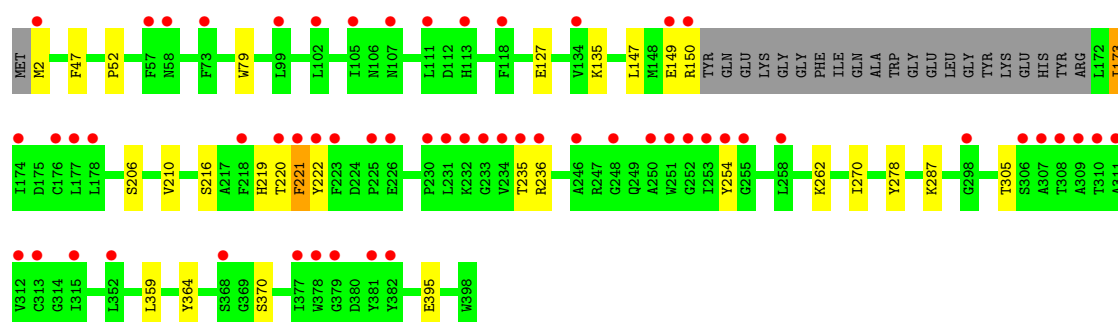 MET M2 F47 P52 F57 N58 F73 W79 L99 L102 I105 N106 N107 L111 D112 H113 F118 E127 V134 K135 L147 M148 E149 R150 TYR GLN GLU LYS GLY GLY PHE ILE GLN ALA TRP GLY GLU LEU GLY TYR LYS GLU HIS TYR ARG L172 I173
I174 D175 C176 L177 L178 S206 V210 S216 A217 F218 H219 T220 F221 Y222 F223 D224 P225 E226 P230 L231 K232 G233 V234 T235 R236 A246 R247 G248 Q249 A250 W251 G252 I253 Y254 G255 L258 K262 I270 Y278 K287 G298 T305 S306 A307 T308 A309 T310 A311
V312 C313 G314 I315 L352 L359 Y364 S368 G369 S370 I377 W378 G379 D380 Y381 Y382 E395 W398